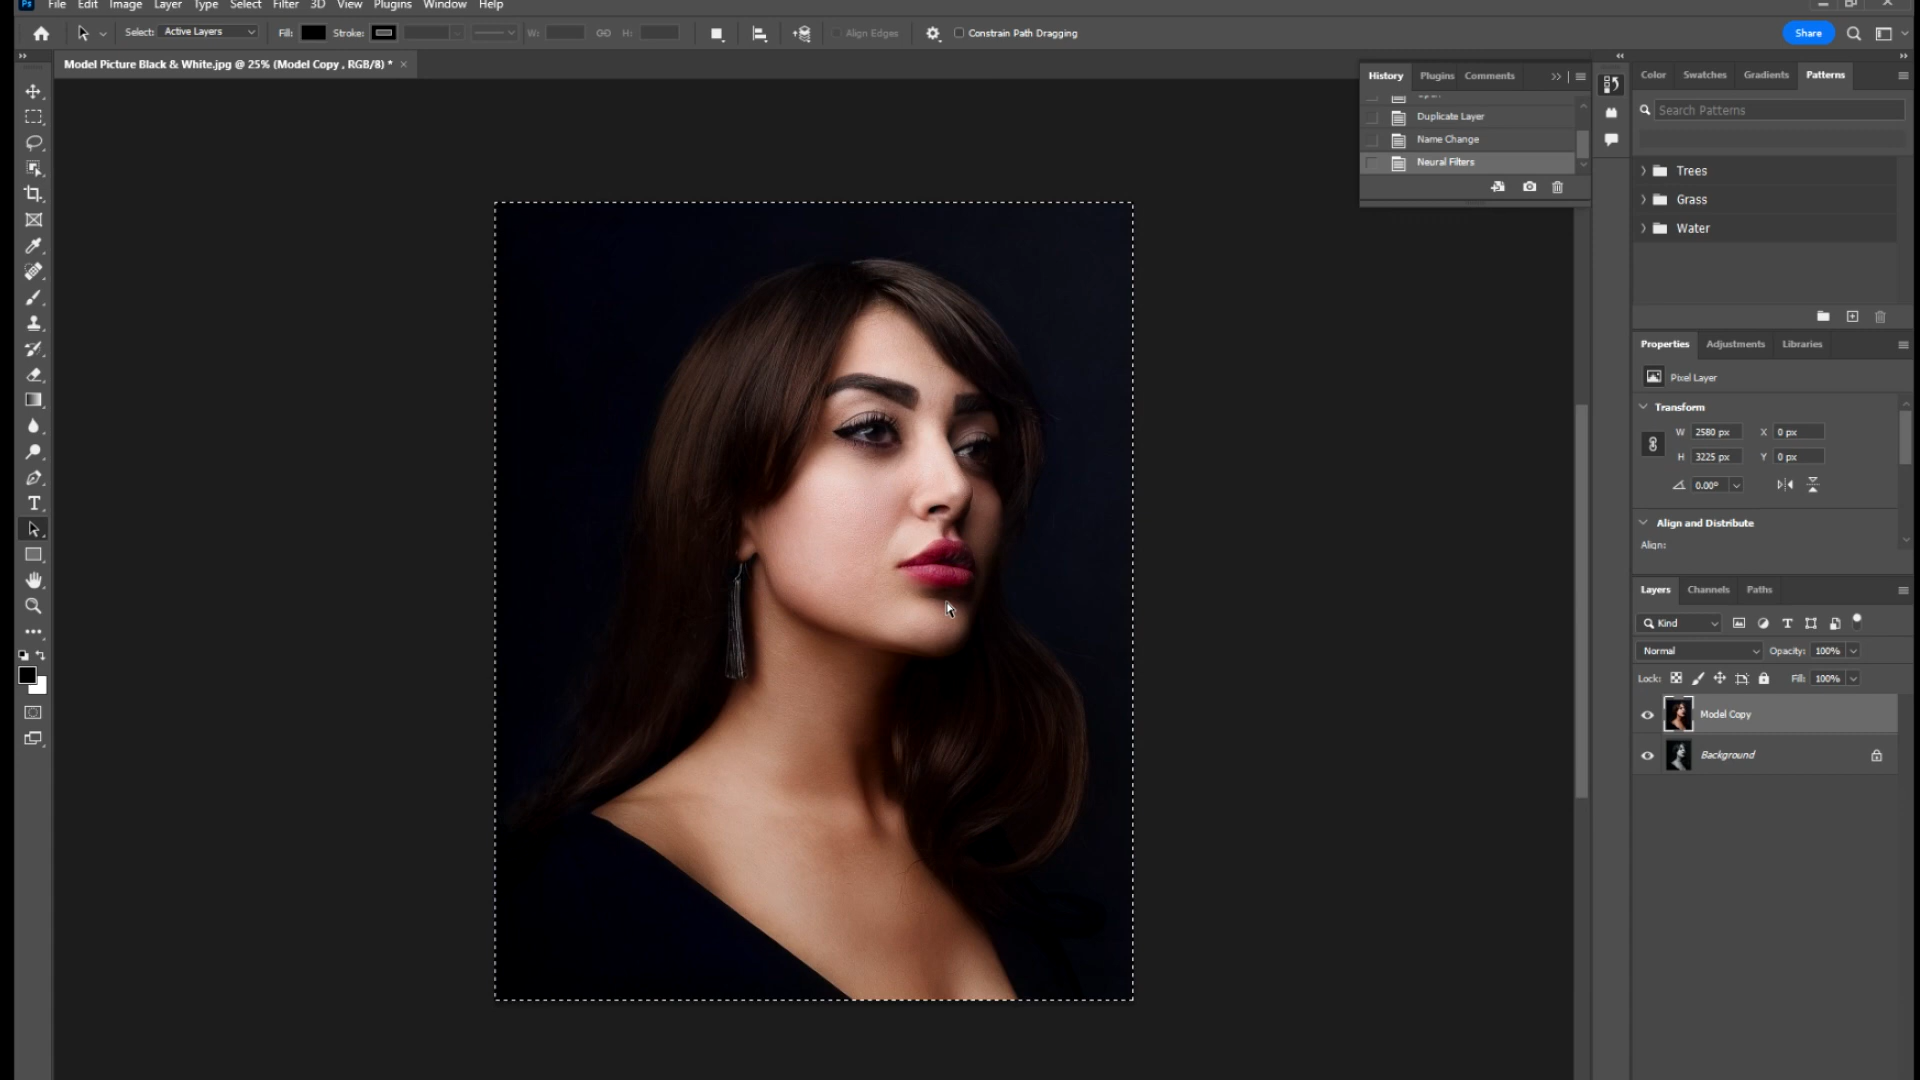 Ps File Edit Image Layer Type Select Filter 3D View Plugins Window Help
Select: Active Layers Fill: Stroke: W: H: Align Edges Constrain Path Dragging Share
Model Picture Black & White.jpg @ 25% (Model Copy , RGB/8) * ×
History Plugins Comments
Duplicate Layer
Name Change
Neural Filters
Color Swatches Gradients Patterns
Search Patterns
Trees
Grass
Water
Properties Adjustments Libraries
Pixel Layer
Transform
W 2580 px X 0 px
H 3225 px Y 0 px
0.00°
Align and Distribute
Align:
Layers Channels Paths
Kind
Normal Opacity: 100%
Lock: Fill: 100%
Model Copy
Background